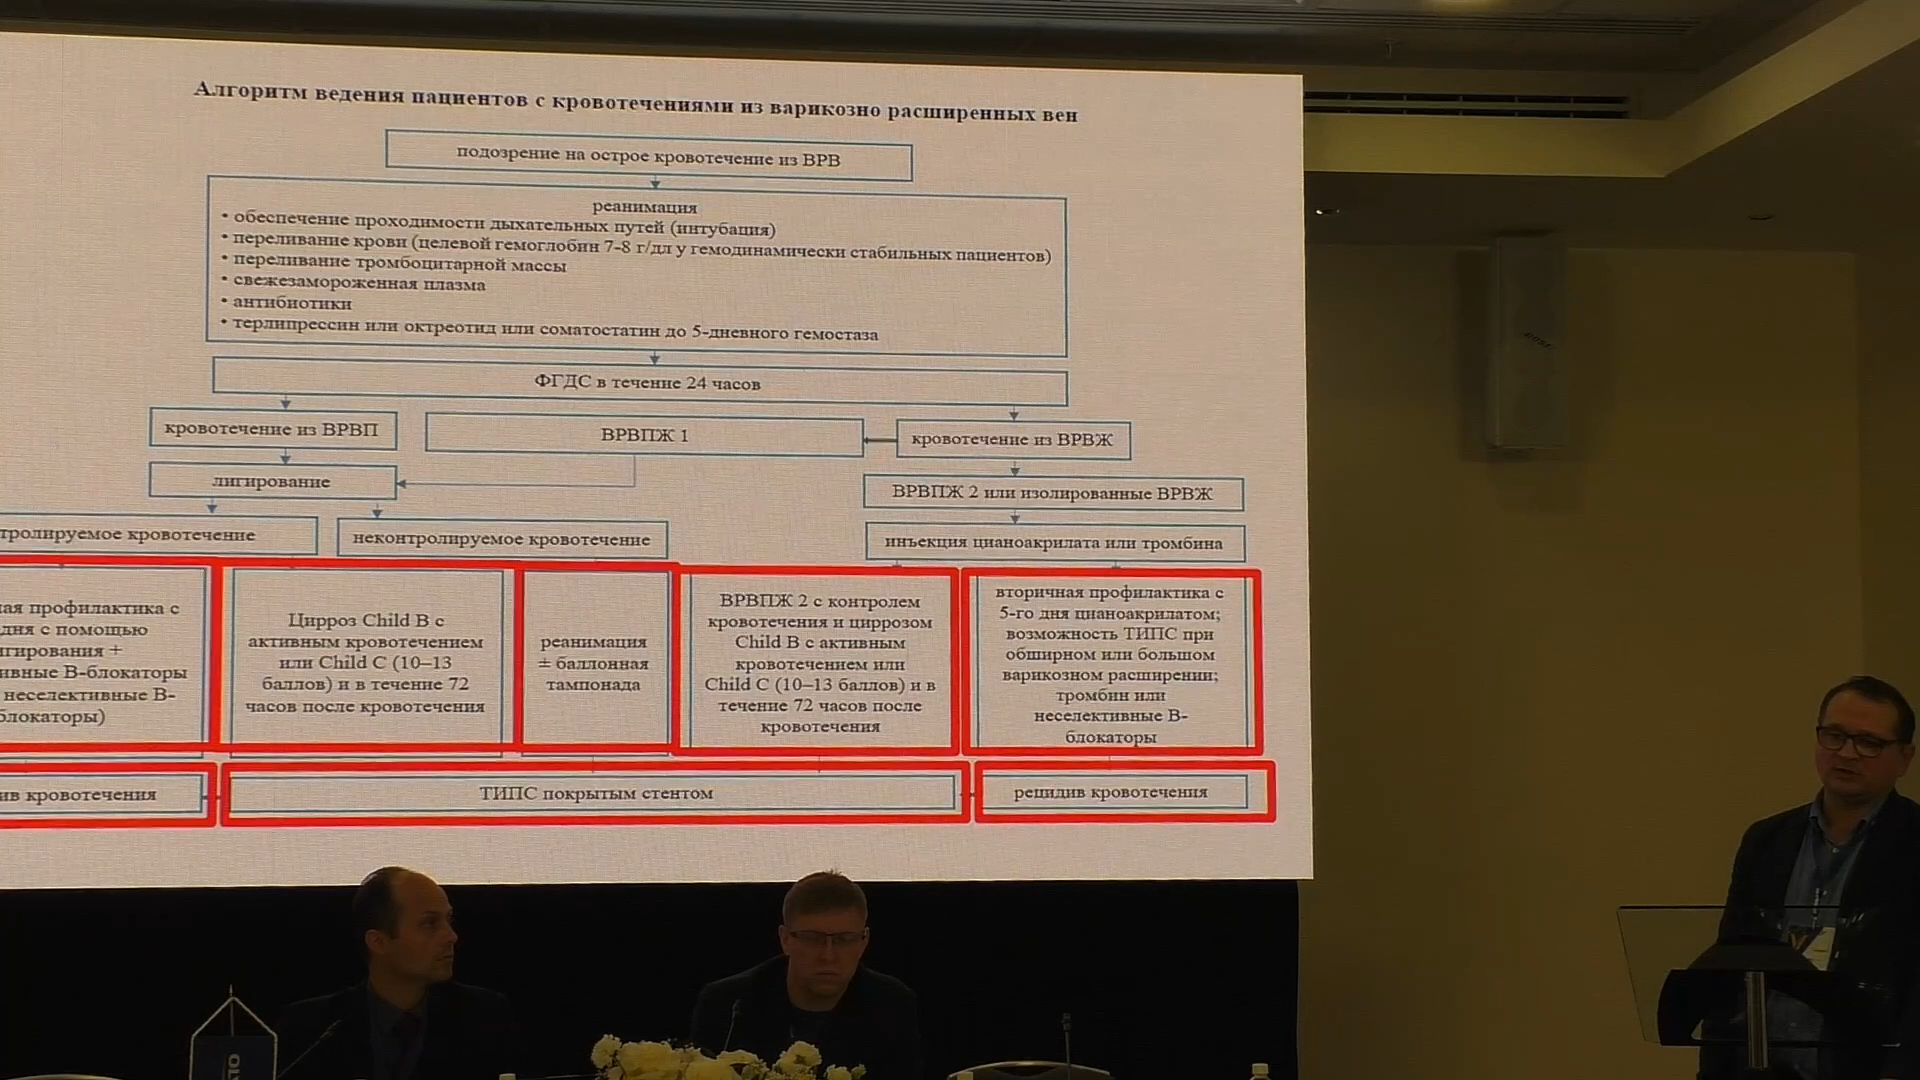 Алгоритм ведения пациентов с кровотечениями из варикозно расширенных вен
подозрение на острое кровотечение из ВРВ
реанимация
• обеспечение проходимости дыхательных путей (интубация)
• переливание крови (целевой гемоглобин 7-8 г/дл у гемодинамически стабильных пациентов)
• переливание тромбоцитарной массы
• свежезамороженная плазма
• антибиотики
• терлипрессин или октреотид или соматостатин до 5-дневного гемостаза
ФГДС в течение 24 часов
кровотечение из ВРВП
ВРВПЖ 1
кровотечение из ВРВЖ
лигирование
ВРВПЖ 2 или изолированные ВРВЖ
тролируемое кровотечение
неконтролируемое кровотечение
инъекция цианоакрилата или тромбина
ая профилактика с
дня с помощью
игирования +
ивные В-блокаторы
неселективные В-
блокаторы)
Цирроз Child B с
активным кровотечением
или Child C (10–13
баллов) и в течение 72
часов после кровотечения
реанимация
± баллонная
тампонада
ВРВПЖ 2 с контролем
кровотечения и циррозом
Child B с активным
кровотечением или
Child C (10–13 баллов) и в
течение 72 часов после
кровотечения
вторичная профилактика с
5-го дня цианоакрилатом;
возможность ТИПС при
обширном или большом
варикозном расширении;
тромбин или
неселективные В-
блокаторы
ив кровотечения
ТИПС покрытым стентом
рецидив кровотечения